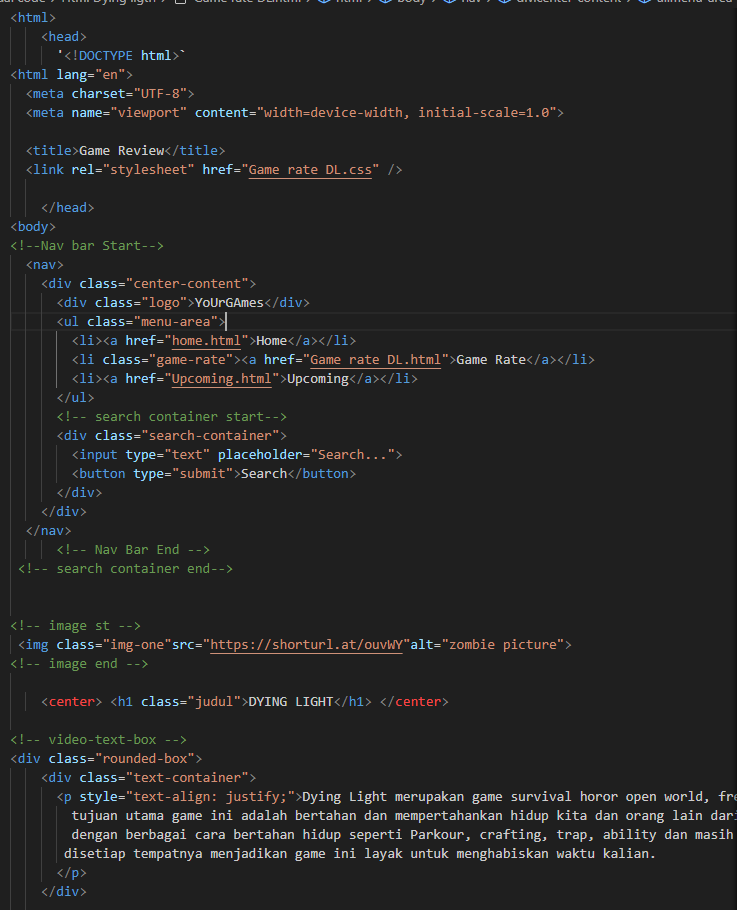 Game rate DL.html
html
body
nav
div.center-content
<html>
<head>
'<!DOCTYPE html>`
<html lang="en">
<meta charset="UTF-8">
<meta name="viewport" content="width=device-width, initial-scale=1.0">
<title>Game Review</title>
<link rel="stylesheet" href="Game rate DL.css" />
</head>
<body>
<!--Nav bar Start-->
<nav>
<div class="center-content">
<div class="logo">YoUrGAmes</div>
<ul class="menu-area">
<li><a href="home.html">Home</a></li>
<li class="game-rate"><a href="Game rate DL.html">Game Rate</a></li>
<li><a href="Upcoming.html">Upcoming</a></li>
</ul>
<!-- search container start-->
<div class="search-container">
<input type="text" placeholder="Search...">
<button type="submit">Search</button>
</div>
</div>
</nav>
<!-- Nav Bar End -->
<!-- search container end-->
<!-- image st -->
<img class="img-one"src="https://shorturl.at/ouvWY"alt="zombie picture">
<!-- image end -->
<center> <h1 class="judul">DYING LIGHT</h1> </center>
<!-- video-text-box -->
<div class="rounded-box">
<div class="text-container">
<p style="text-align: justify;">Dying Light merupakan game survival horor open world, fre
tujuan utama game ini adalah bertahan dan mempertahankan hidup kita dan orang lain dari
dengan berbagai cara bertahan hidup seperti Parkour, crafting, trap, ability dan masih
disetiap tempatnya menjadikan game ini layak untuk menghabiskan waktu kalian.
</p>
</div>